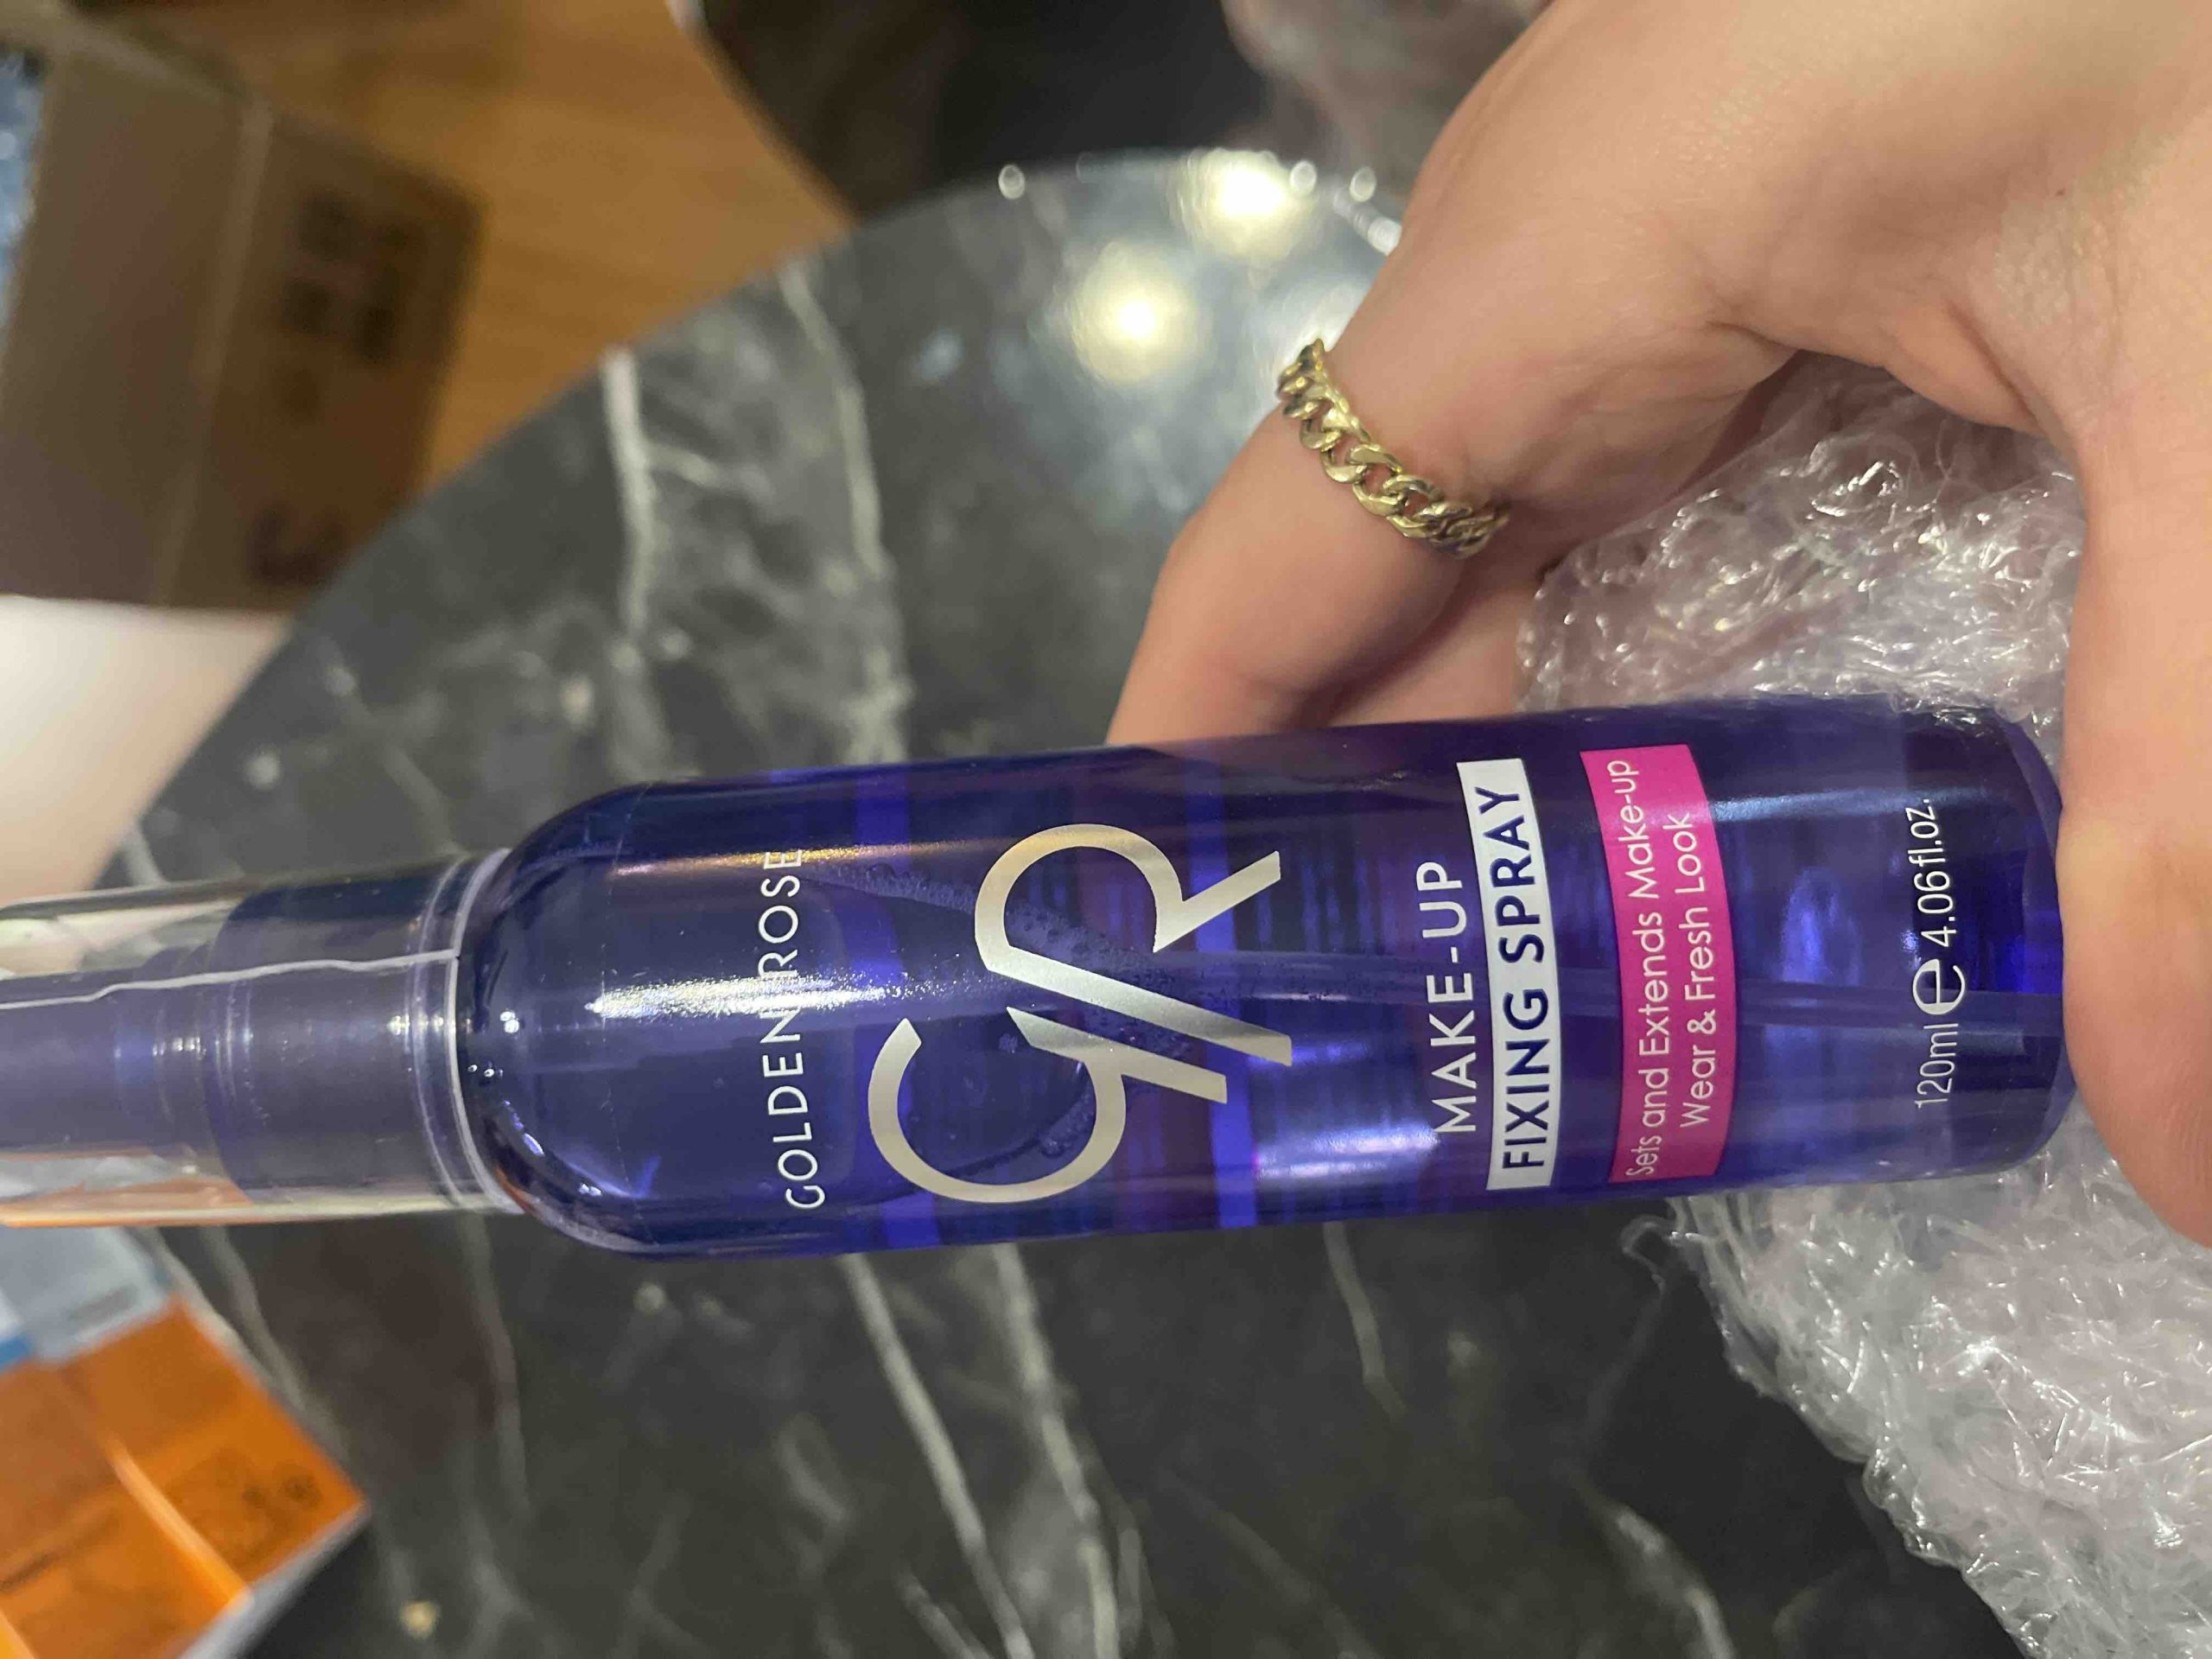 GOLDEN ROSE
GR
MAKE-UP
FIXING SPRAY
Sets and Extends Make-up
Wear & Fresh Look
120ml e 4.06fl.oz.